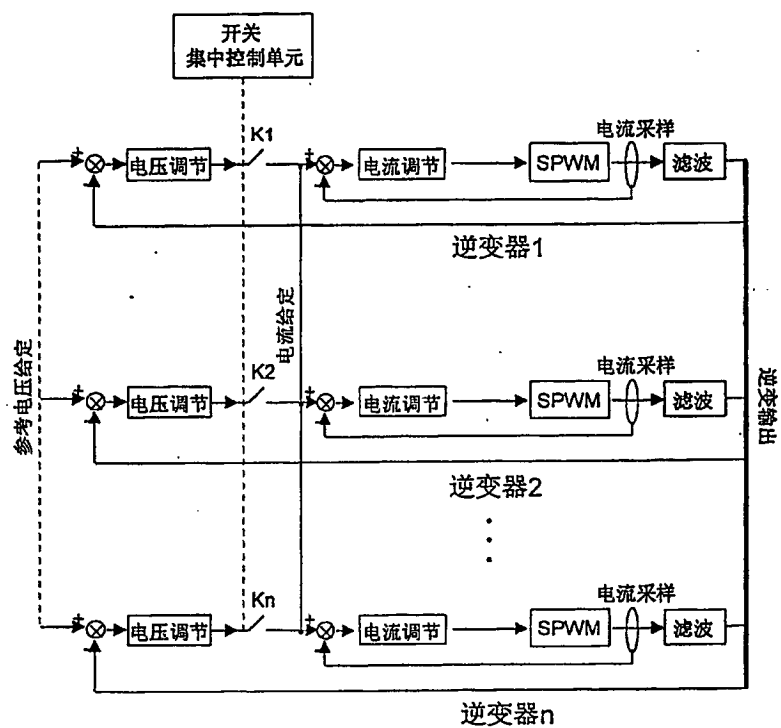 开关
集中控制单元
K1
电流采样
+
+
电压调节
电流调节
SPWM
滤波
逆变器1
参考电压给定
电流给定
逆变输出
K2
电流采样
+
+
电压调节
电流调节
SPWM
滤波
逆变器2
Kn
电流采样
+
+
电压调节
电流调节
SPWM
滤波
逆变器n